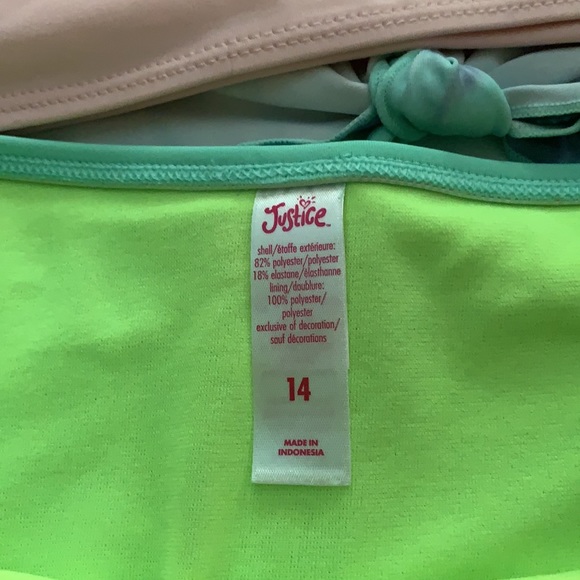 Justice™
shell/étoffe extérieure:
82% polyester/polyester
18% elastane/élasthanne
lining/doublure:
100% polyester/
polyester
exclusive of decoration/
sauf décorations
14
MADE IN
INDONESIA